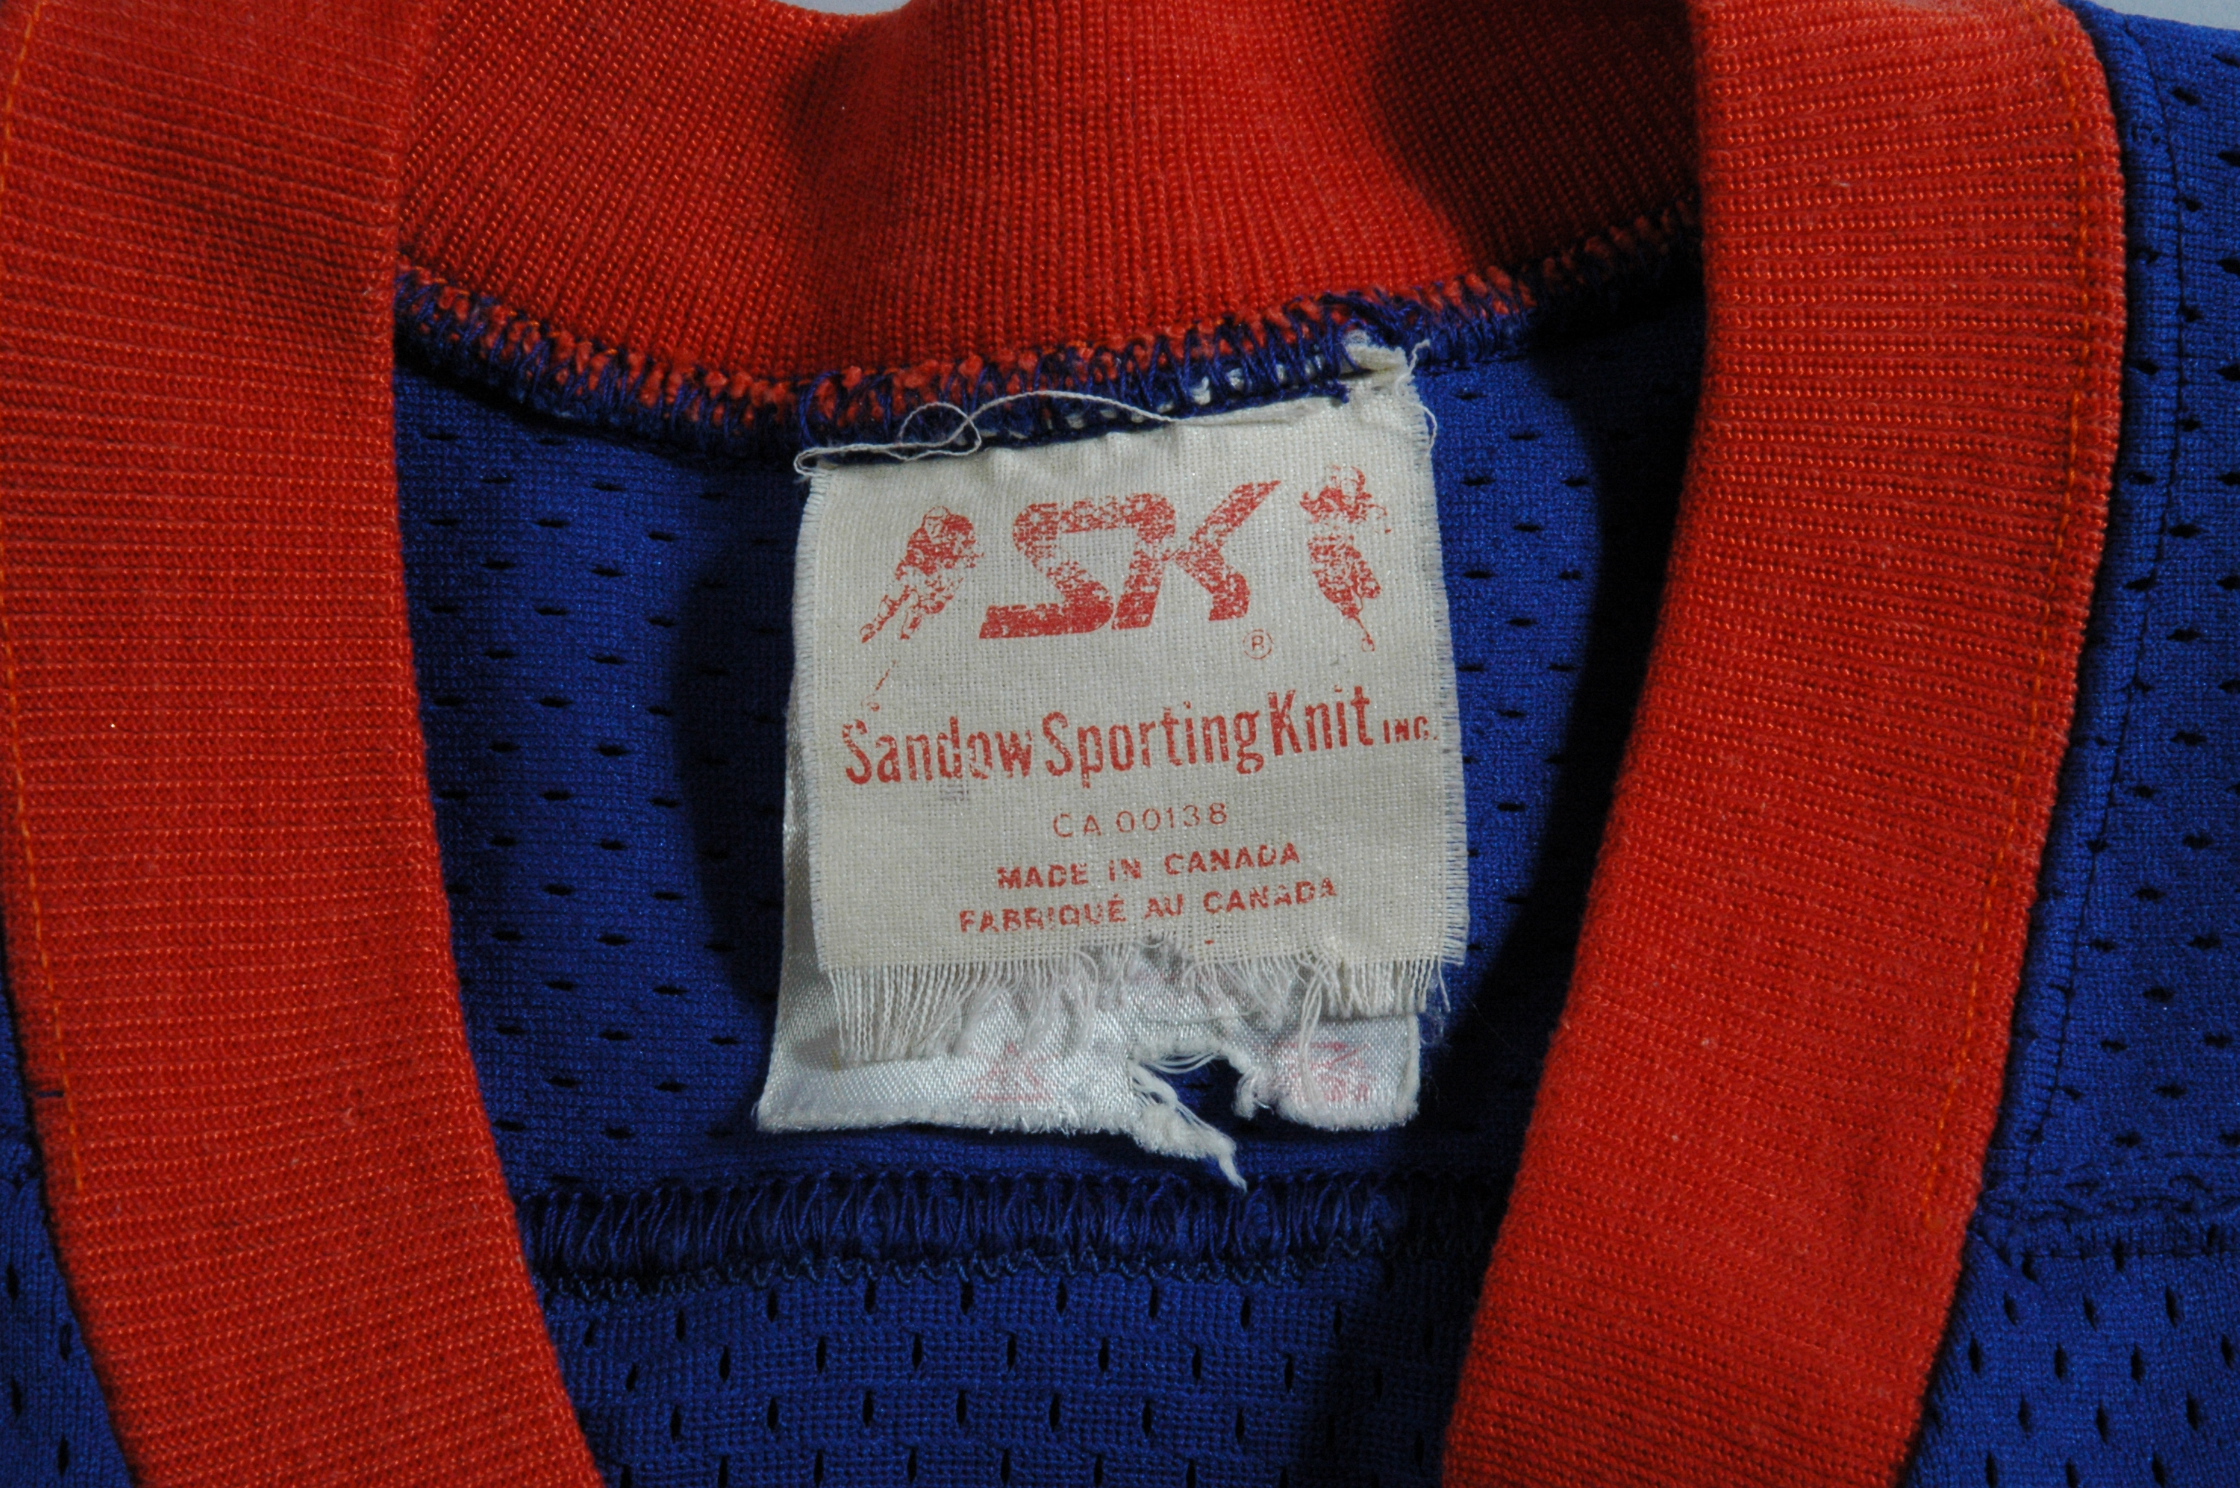 SK ®
Sandow Sporting Knit INC.
CA 00138
MADE IN CANADA
FABRIQUÉ AU CANADA